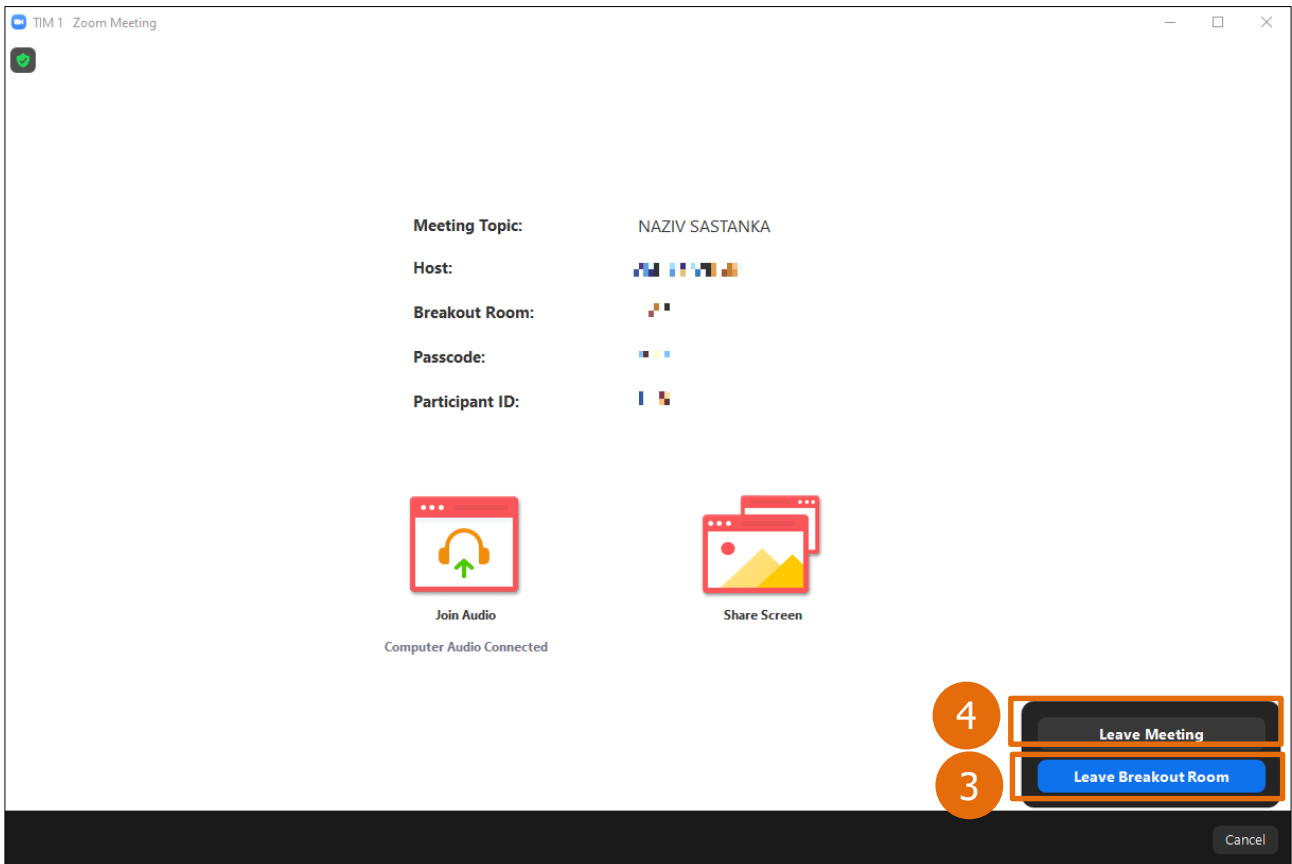 TIM 1 Zoom Meeting
Meeting Topic: NAZIV SASTANKA
Host:
Breakout Room:
Passcode:
Participant ID:
Join Audio
Share Screen
Computer Audio Connected
4
Leave Meeting
3
Leave Breakout Room
Cancel